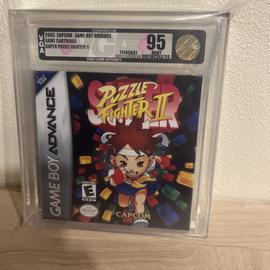 2003 CAPCOM GAME BOY ADVANCE
GAME CARTRIDGE
SUPER PUZZLE FIGHTER II
VGA
95
MINT
VIDEO GAME AUTHORITY
GAME BOY ADVANCE
SUPER
PUZZLE
FIGHTER II
E
CAPCOM